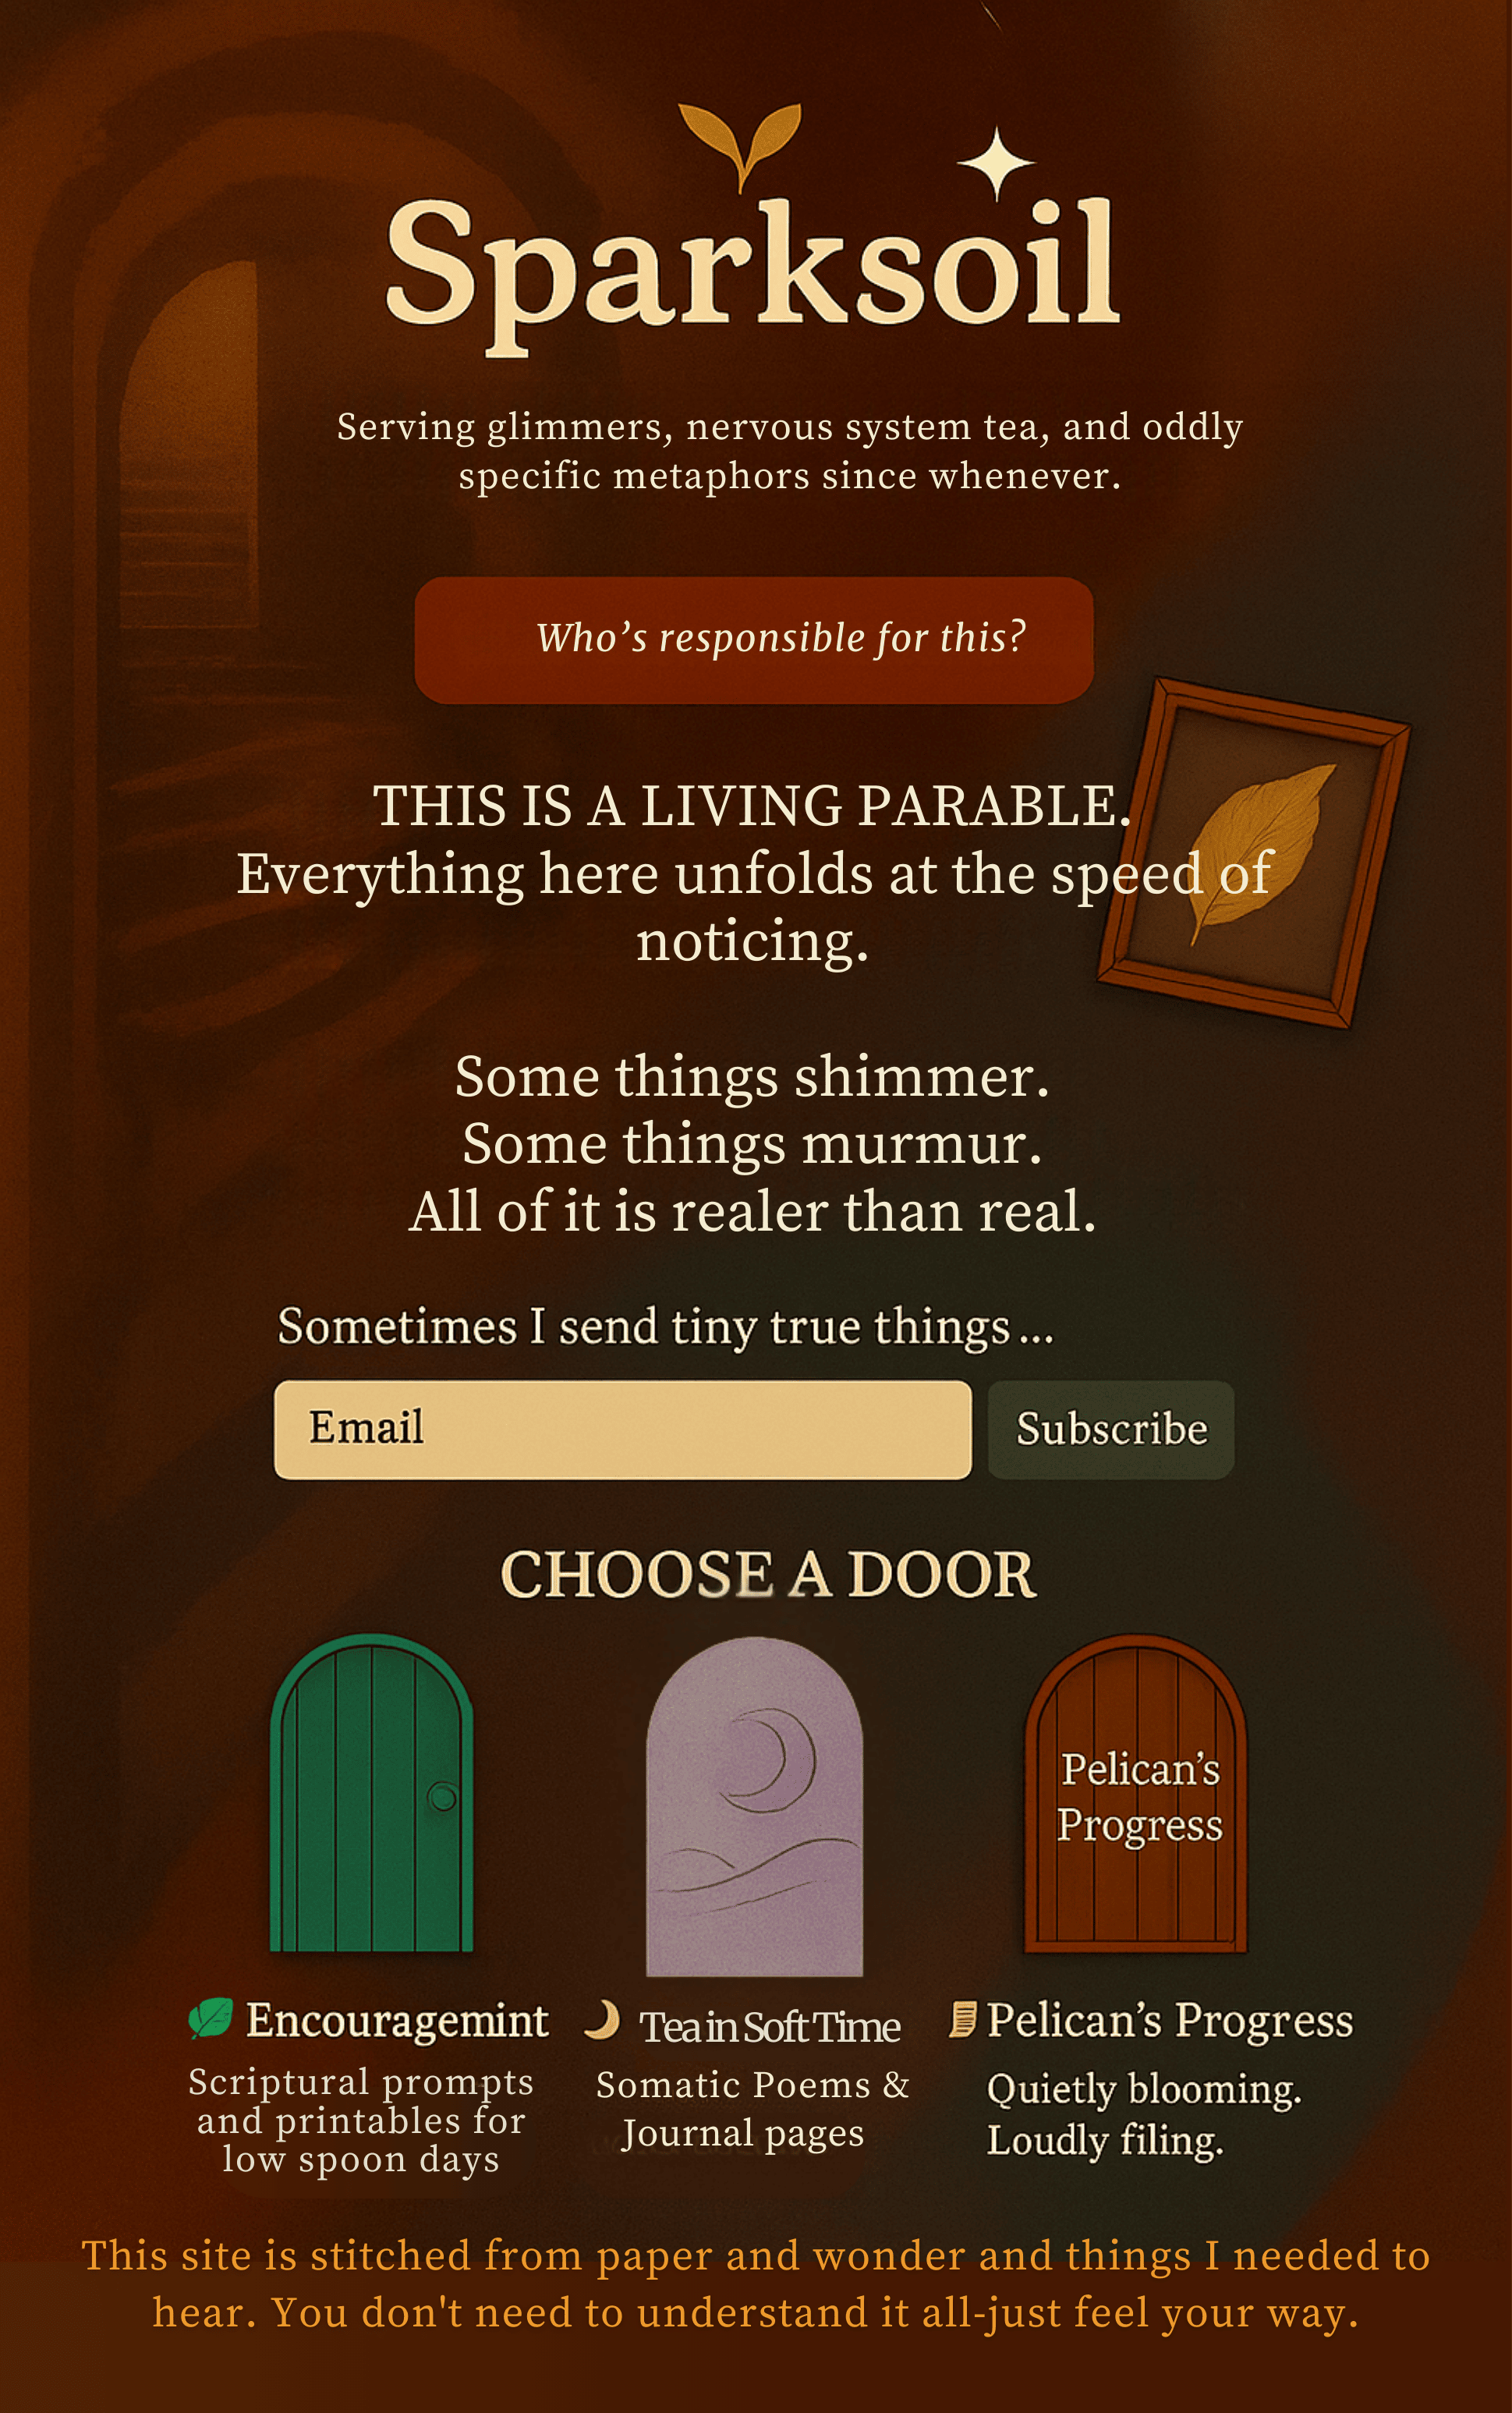 Sparksoil
Serving glimmers, nervous system tea, and oddly
specific metaphors since whenever.
Who’s responsible for this?
THIS IS A LIVING PARABLE.
Everything here unfolds at the speed of
noticing.
Some things shimmer.
Some things murmur.
All of it is realer than real.
Sometimes I send tiny true things...
Email
Subscribe
CHOOSE A DOOR
Pelican’s
Progress
Encouragemint
Scriptural prompts
and printables for
low spoon days
Tea in Soft Time
Somatic Poems &
Journal pages
Pelican’s Progress
Quietly blooming.
Loudly filing.
This site is stitched from paper and wonder and things I needed to
hear. You don't need to understand it all-just feel your way.